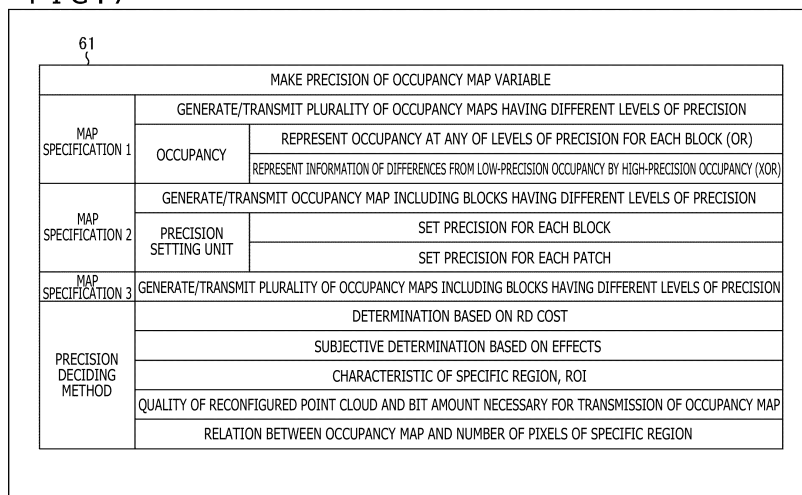 61
MAKE PRECISION OF OCCUPANCY MAP VARIABLE
MAP
SPECIFICATION 1
GENERATE/TRANSMIT PLURALITY OF OCCUPANCY MAPS HAVING DIFFERENT LEVELS OF PRECISION
OCCUPANCY
REPRESENT OCCUPANCY AT ANY OF LEVELS OF PRECISION FOR EACH BLOCK (OR)
REPRESENT INFORMATION OF DIFFERENCES FROM LOW-PRECISION OCCUPANCY BY HIGH-PRECISION OCCUPANCY (XOR)
MAP
SPECIFICATION 2
GENERATE/TRANSMIT OCCUPANCY MAP INCLUDING BLOCKS HAVING DIFFERENT LEVELS OF PRECISION
PRECISION
SETTING UNIT
SET PRECISION FOR EACH BLOCK
SET PRECISION FOR EACH PATCH
MAP
SPECIFICATION 3
GENERATE/TRANSMIT PLURALITY OF OCCUPANCY MAPS INCLUDING BLOCKS HAVING DIFFERENT LEVELS OF PRECISION
PRECISION
DECIDING
METHOD
DETERMINATION BASED ON RD COST
SUBJECTIVE DETERMINATION BASED ON EFFECTS
CHARACTERISTIC OF SPECIFIC REGION, ROI
QUALITY OF RECONFIGURED POINT CLOUD AND BIT AMOUNT NECESSARY FOR TRANSMISSION OF OCCUPANCY MAP
RELATION BETWEEN OCCUPANCY MAP AND NUMBER OF PIXELS OF SPECIFIC REGION